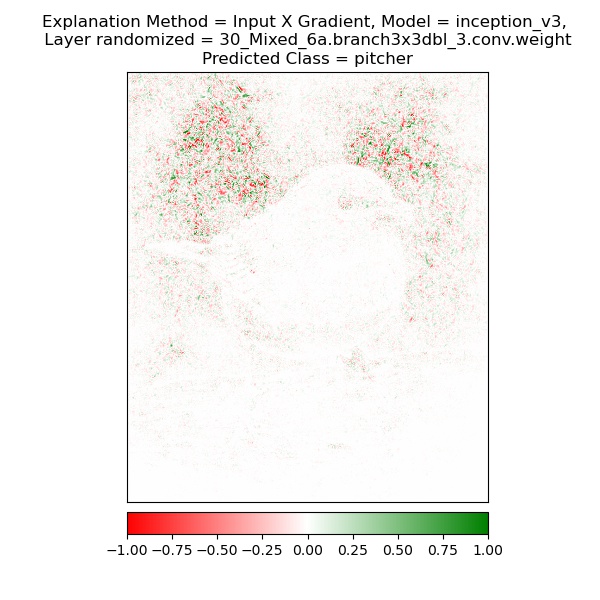 Explanation Method = Input X Gradient, Model = inception_v3,
Layer randomized = 30_Mixed_6a.branch3x3dbl_3.conv.weight
Predicted Class = pitcher
−1.00 −0.75 −0.50 −0.25 0.00 0.25 0.50 0.75 1.00